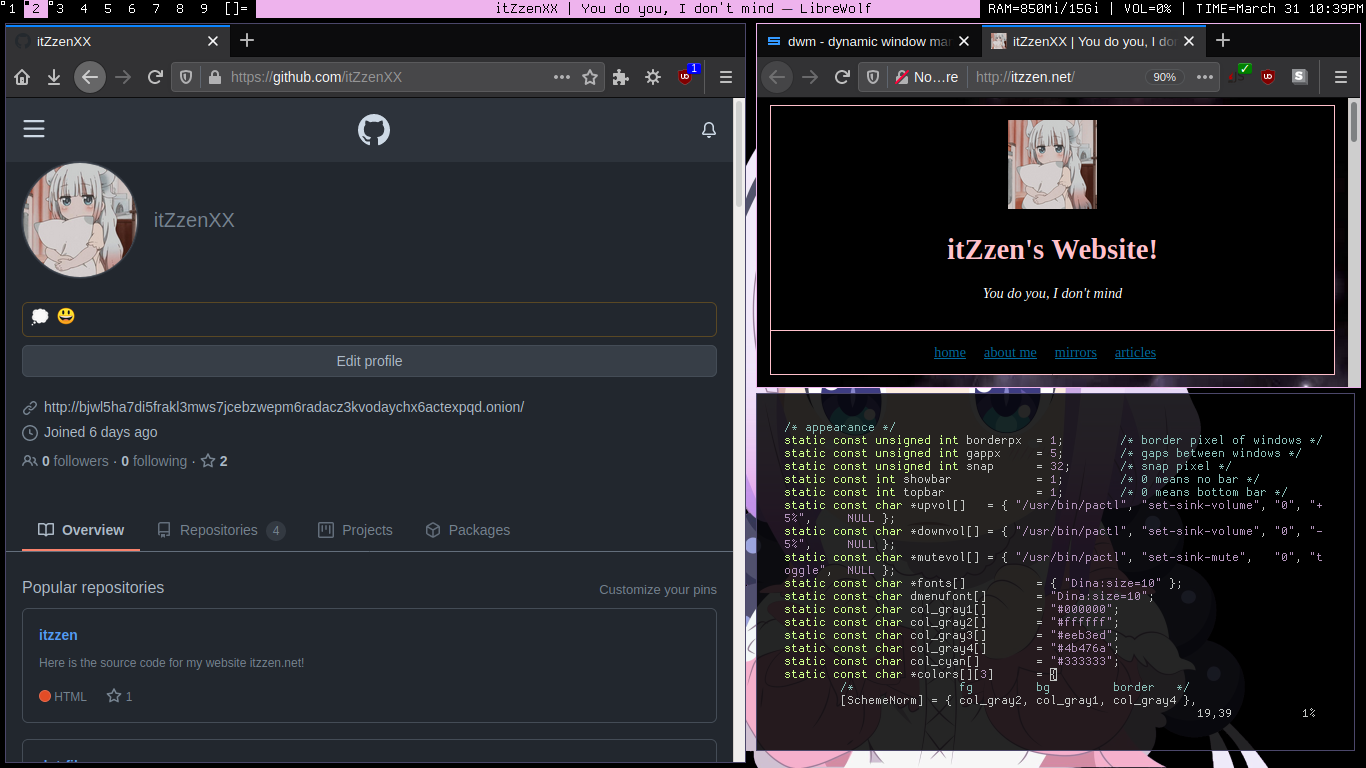 1 2 3 4 5 6 7 8 9 []= itZzenXX | You do you, I don't mind — LibreWolf RAM=850Mi/15Gi | VOL=0% | TIME=March 31 10:39PM
itZzenXX
https://github.com/itZzenXX
1
itZzenXX
💭 😃
Edit profile
http://bjwl5ha7di5frakl3mws7jcebzwepm6radacz3kvodaychx6actexpqd.onion/
Joined 6 days ago
0 followers · 0 following · 2
Overview Repositories 4 Projects Packages
Popular repositories Customize your pins
itzzen
Here is the source code for my website itzzen.net!
HTML 1
dwm - dynamic window ma itZzenXX | You do you, I do
No…re http://itzzen.net/ 90%
itZzen's Website!
You do you, I don't mind
home about me mirrors articles
/* appearance */
static const unsigned int borderpx = 1; /* border pixel of windows */
static const unsigned int gappx = 5; /* gaps between windows */
static const unsigned int snap = 32; /* snap pixel */
static const int showbar = 1; /* 0 means no bar */
static const int topbar = 1; /* 0 means bottom bar */
static const char *upvol[] = { "/usr/bin/pactl", "set-sink-volume", "0", "+
5%", NULL };
static const char *downvol[] = { "/usr/bin/pactl", "set-sink-volume", "0", "-
5%", NULL };
static const char *mutevol[] = { "/usr/bin/pactl", "set-sink-mute", "0", "t
oggle", NULL };
static const char *fonts[] = { "Dina:size=10" };
static const char dmenufont[] = "Dina:size=10";
static const char col_gray1[] = "#000000";
static const char col_gray2[] = "#ffffff";
static const char col_gray3[] = "#eeb3ed";
static const char col_gray4[] = "#4b476a";
static const char col_cyan[] = "#333333";
static const char *colors[][3] = {
/* fg bg border */
[SchemeNorm] = { col_gray2, col_gray1, col_gray4 },
19,39 1%